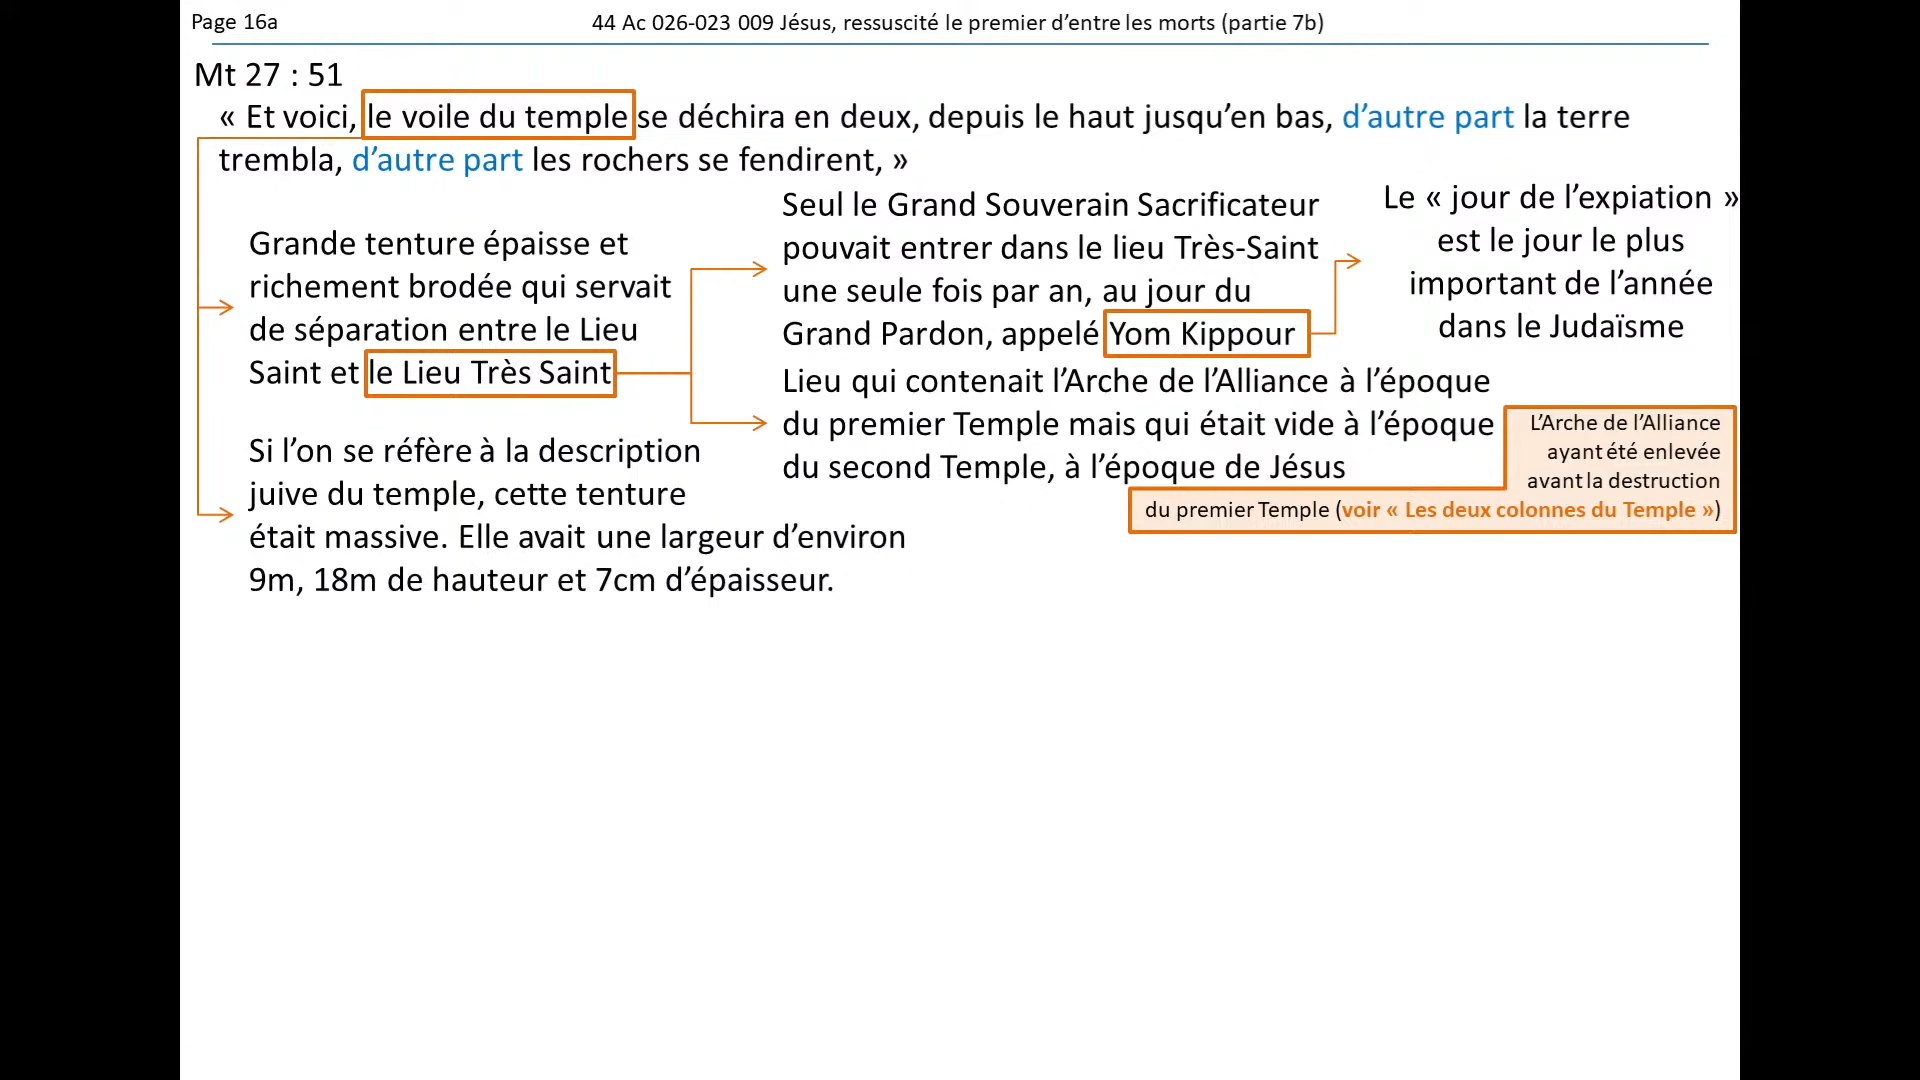 Page 16a
44 Ac 026-023 009 Jésus, ressuscité le premier d’entre les morts (partie 7b)
Mt 27 : 51
« Et voici, le voile du temple se déchira en deux, depuis le haut jusqu’en bas, d’autre part la terre
trembla, d’autre part les rochers se fendirent, »
Grande tenture épaisse et
richement brodée qui servait
de séparation entre le Lieu
Saint et le Lieu Très Saint
Seul le Grand Souverain Sacrificateur
pouvait entrer dans le lieu Très-Saint
une seule fois par an, au jour du
Grand Pardon, appelé Yom Kippour
Le « jour de l’expiation »
est le jour le plus
important de l’année
dans le Judaïsme
Lieu qui contenait l’Arche de l’Alliance à l’époque
du premier Temple mais qui était vide à l’époque
du second Temple, à l’époque de Jésus
L’Arche de l’Alliance
ayant été enlevée
avant la destruction
du premier Temple (voir « Les deux colonnes du Temple »)
Si l’on se réfère à la description
juive du temple, cette tenture
était massive. Elle avait une largeur d’environ
9m, 18m de hauteur et 7cm d’épaisseur.